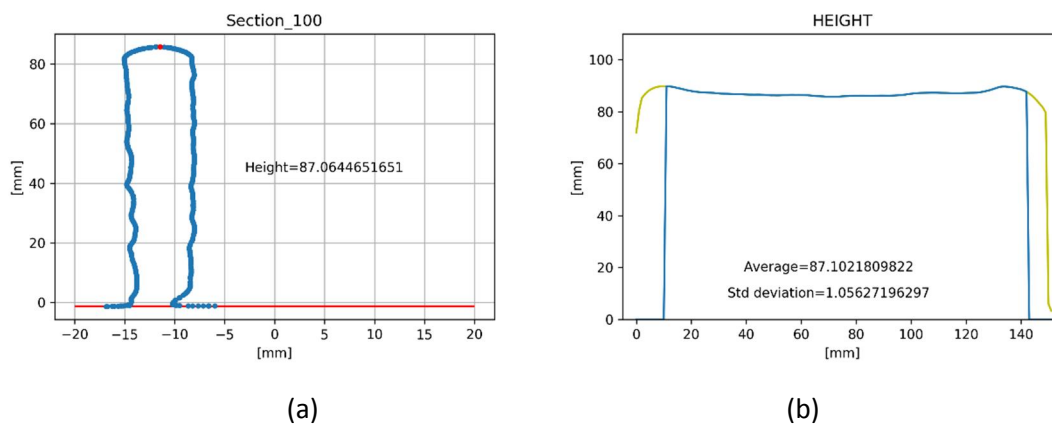 Section_100
[mm]
80
60
40
20
0
Height=87.0644651651
−20 −15 −10 −5 0 5 10 15 20
[mm]
(a)
HEIGHT
[mm]
100
80
60
40
20
0
Average=87.1021809822
Std deviation=1.05627196297
0 20 40 60 80 100 120 140
[mm]
(b)